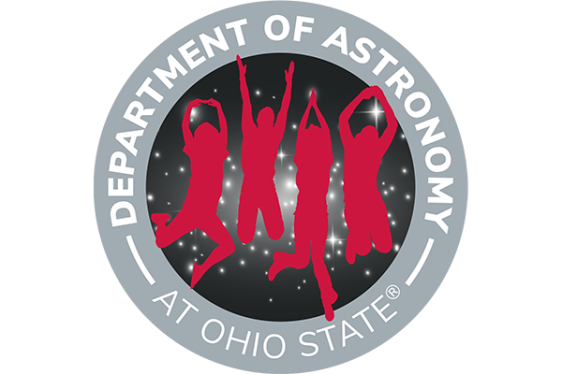 DEPARTMENT OF ASTRONOMY
AT OHIO STATE®